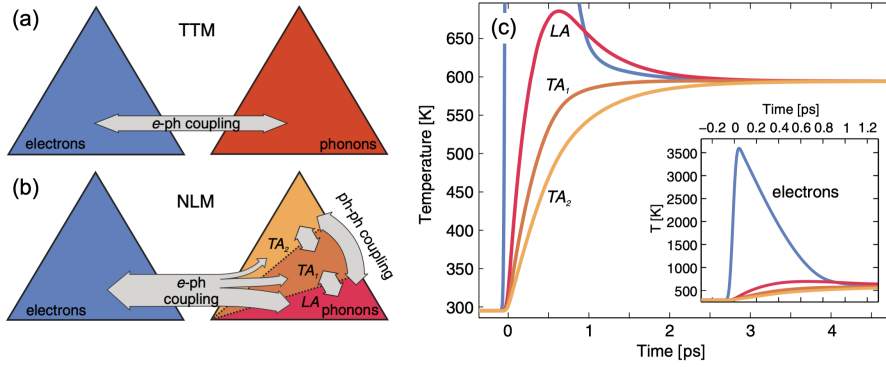 (a)
TTM
e-ph coupling
electrons
phonons
(b)
NLM
ph-ph coupling
TA2
TA1
e-ph
coupling
LA
electrons
phonons
(c)
Temperature [K]
650
600
550
500
450
400
350
300
LA
TA1
TA2
0
1
2
3
4
Time [ps]
Time [ps]
−0.2
0
0.2
0.4
0.6
0.8
1
1.2
electrons
T [K]
3500
3000
2500
2000
1500
1000
500